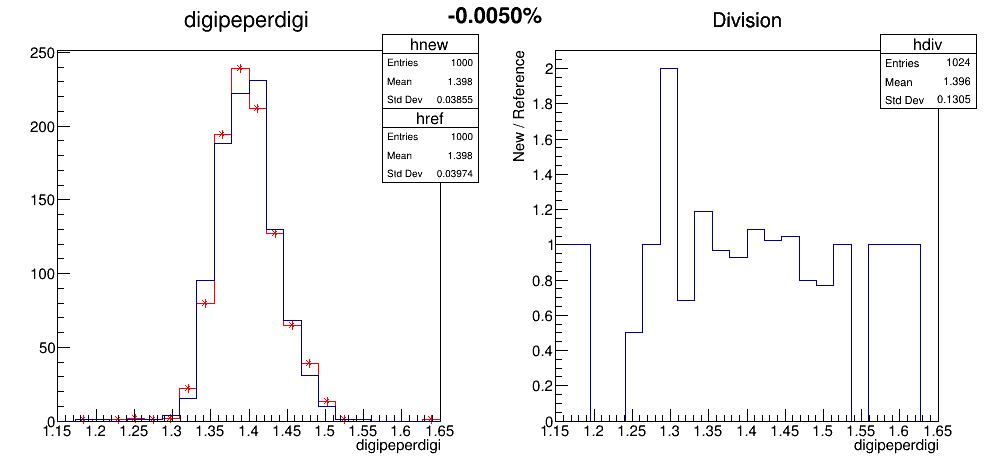 -0.0050%
digipeperdigi
hnew
Entries 1000
Mean 1.398
Std Dev 0.03855
href
Entries 1000
Mean 1.398
Std Dev 0.03974
250
200
150
100
50
0
1.15 1.2 1.25 1.3 1.35 1.4 1.45 1.5 1.55 1.6 1.65
digipeperdigi
Division
hdiv
Entries 1024
Mean 1.396
Std Dev 0.1305
New / Reference
2
1.8
1.6
1.4
1.2
1
0.8
0.6
0.4
0.2
0
1.15 1.2 1.25 1.3 1.35 1.4 1.45 1.5 1.55 1.6 1.65
digipeperdigi